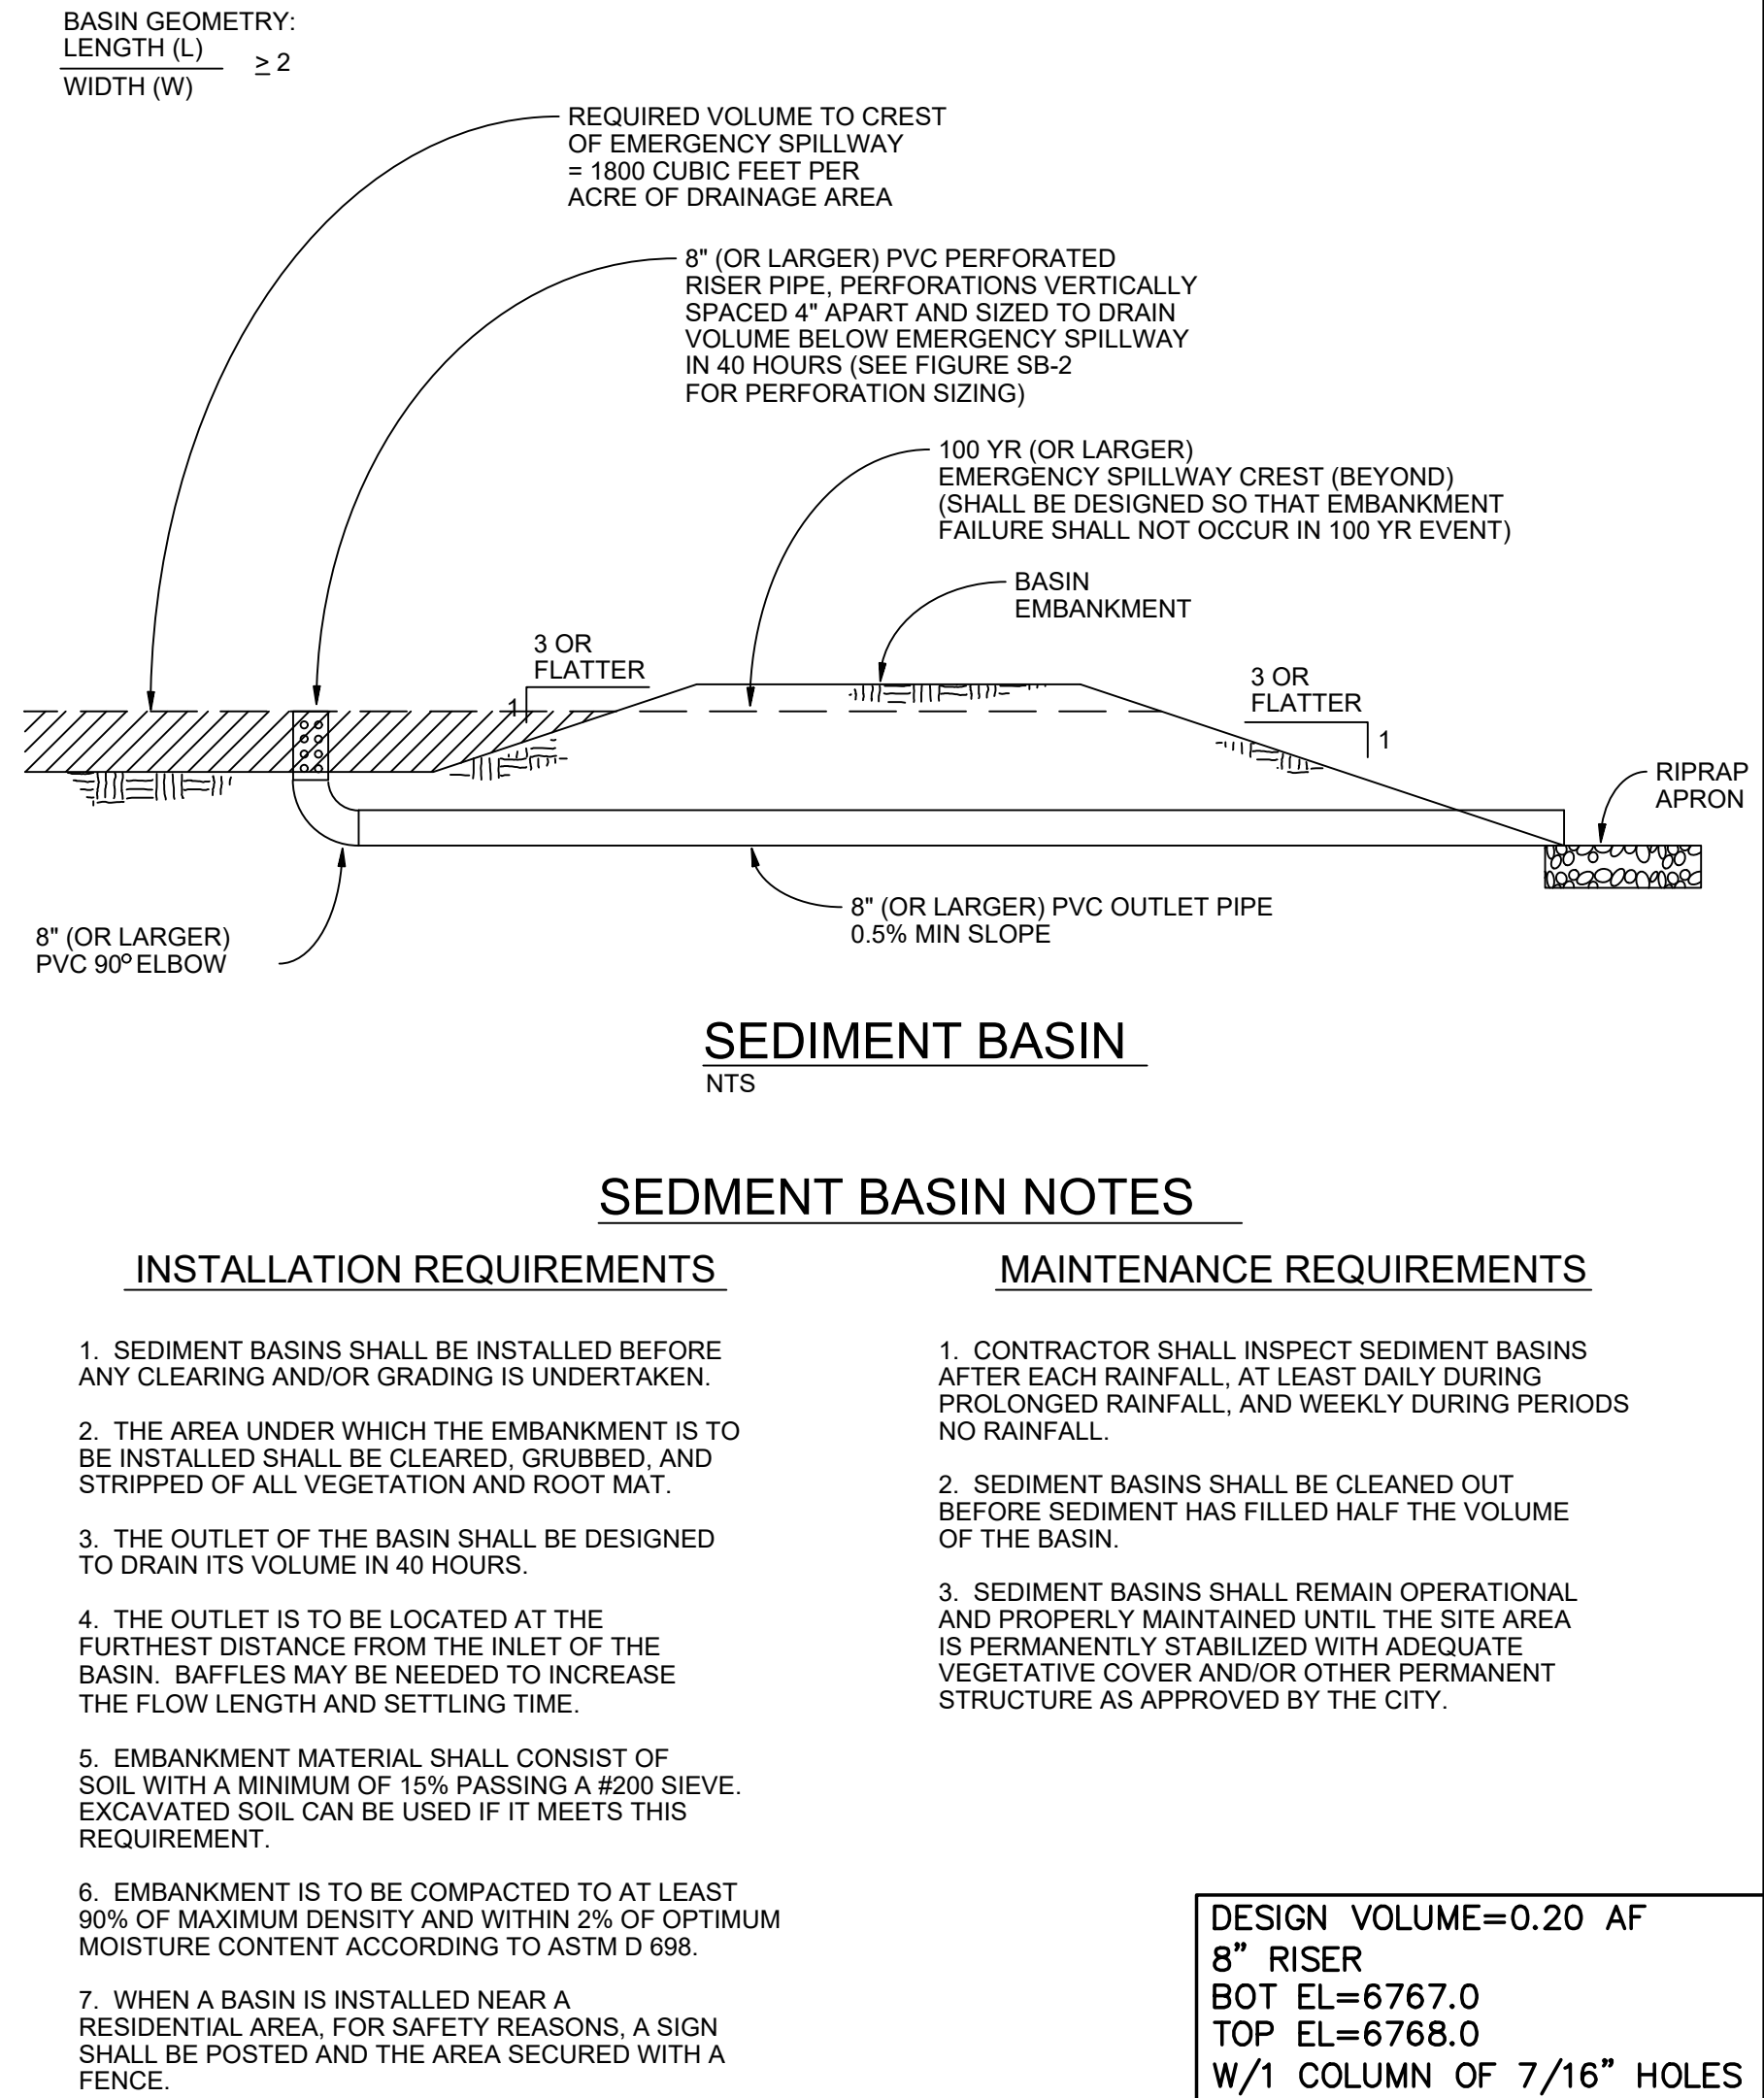 BASIN GEOMETRY:
LENGTH (L)
WIDTH (W)
≥ 2
REQUIRED VOLUME TO CREST
OF EMERGENCY SPILLWAY
= 1800 CUBIC FEET PER
ACRE OF DRAINAGE AREA
8" (OR LARGER) PVC PERFORATED
RISER PIPE, PERFORATIONS VERTICALLY
SPACED 4" APART AND SIZED TO DRAIN
VOLUME BELOW EMERGENCY SPILLWAY
IN 40 HOURS (SEE FIGURE SB-2
FOR PERFORATION SIZING)
100 YR (OR LARGER)
EMERGENCY SPILLWAY CREST (BEYOND)
(SHALL BE DESIGNED SO THAT EMBANKMENT
FAILURE SHALL NOT OCCUR IN 100 YR EVENT)
BASIN
EMBANKMENT
3 OR
FLATTER
1
3 OR
FLATTER
1
RIPRAP
APRON
8" (OR LARGER) PVC OUTLET PIPE
0.5% MIN SLOPE
8" (OR LARGER)
PVC 90° ELBOW
SEDIMENT BASIN
NTS
SEDMENT BASIN NOTES
INSTALLATION REQUIREMENTS
1. SEDIMENT BASINS SHALL BE INSTALLED BEFORE
ANY CLEARING AND/OR GRADING IS UNDERTAKEN.
2. THE AREA UNDER WHICH THE EMBANKMENT IS TO
BE INSTALLED SHALL BE CLEARED, GRUBBED, AND
STRIPPED OF ALL VEGETATION AND ROOT MAT.
3. THE OUTLET OF THE BASIN SHALL BE DESIGNED
TO DRAIN ITS VOLUME IN 40 HOURS.
4. THE OUTLET IS TO BE LOCATED AT THE
FURTHEST DISTANCE FROM THE INLET OF THE
BASIN. BAFFLES MAY BE NEEDED TO INCREASE
THE FLOW LENGTH AND SETTLING TIME.
5. EMBANKMENT MATERIAL SHALL CONSIST OF
SOIL WITH A MINIMUM OF 15% PASSING A #200 SIEVE.
EXCAVATED SOIL CAN BE USED IF IT MEETS THIS
REQUIREMENT.
6. EMBANKMENT IS TO BE COMPACTED TO AT LEAST
90% OF MAXIMUM DENSITY AND WITHIN 2% OF OPTIMUM
MOISTURE CONTENT ACCORDING TO ASTM D 698.
7. WHEN A BASIN IS INSTALLED NEAR A
RESIDENTIAL AREA, FOR SAFETY REASONS, A SIGN
SHALL BE POSTED AND THE AREA SECURED WITH A
FENCE.
MAINTENANCE REQUIREMENTS
1. CONTRACTOR SHALL INSPECT SEDIMENT BASINS
AFTER EACH RAINFALL, AT LEAST DAILY DURING
PROLONGED RAINFALL, AND WEEKLY DURING PERIODS
NO RAINFALL.
2. SEDIMENT BASINS SHALL BE CLEANED OUT
BEFORE SEDIMENT HAS FILLED HALF THE VOLUME
OF THE BASIN.
3. SEDIMENT BASINS SHALL REMAIN OPERATIONAL
AND PROPERLY MAINTAINED UNTIL THE SITE AREA
IS PERMANENTLY STABILIZED WITH ADEQUATE
VEGETATIVE COVER AND/OR OTHER PERMANENT
STRUCTURE AS APPROVED BY THE CITY.
DESIGN VOLUME=0.20 AF
8" RISER
BOT EL=6767.0
TOP EL=6768.0
W/1 COLUMN OF 7/16" HOLES